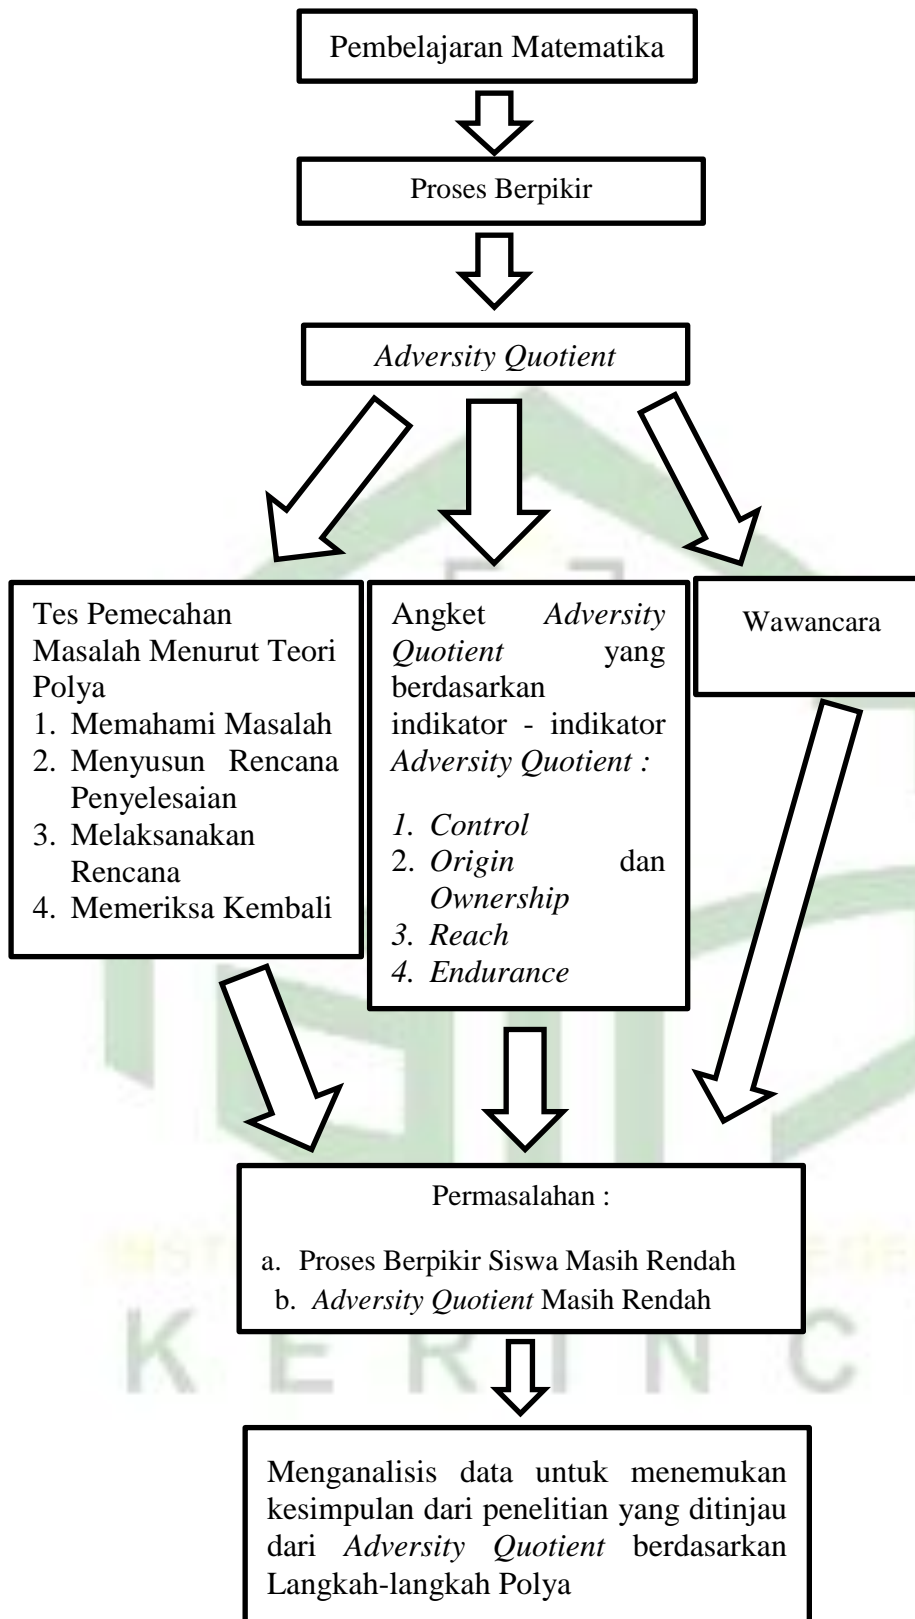 Pembelajaran Matematika
Proses Berpikir
Adversity Quotient
Tes Pemecahan
Masalah Menurut Teori
Polya
1. Memahami Masalah
2. Menyusun Rencana
Penyelesaian
3. Melaksanakan
Rencana
4. Memeriksa Kembali
Angket Adversity
Quotient yang
berdasarkan
indikator - indikator
Adversity Quotient :
1. Control
2. Origin dan
Ownership
3. Reach
4. Endurance
Wawancara
Permasalahan :
a. Proses Berpikir Siswa Masih Rendah
b. Adversity Quotient Masih Rendah
K E R I N C
Menganalisis data untuk menemukan
kesimpulan dari penelitian yang ditinjau
dari Adversity Quotient berdasarkan
Langkah-langkah Polya